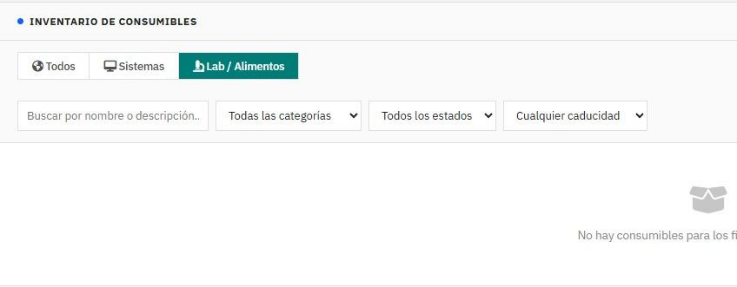 INVENTARIO DE CONSUMIBLES
Todos Sistemas Lab / Alimentos
Buscar por nombre o descripción.. Todas las categorías Todos los estados Cualquier caducidad
No hay consumibles para los fi